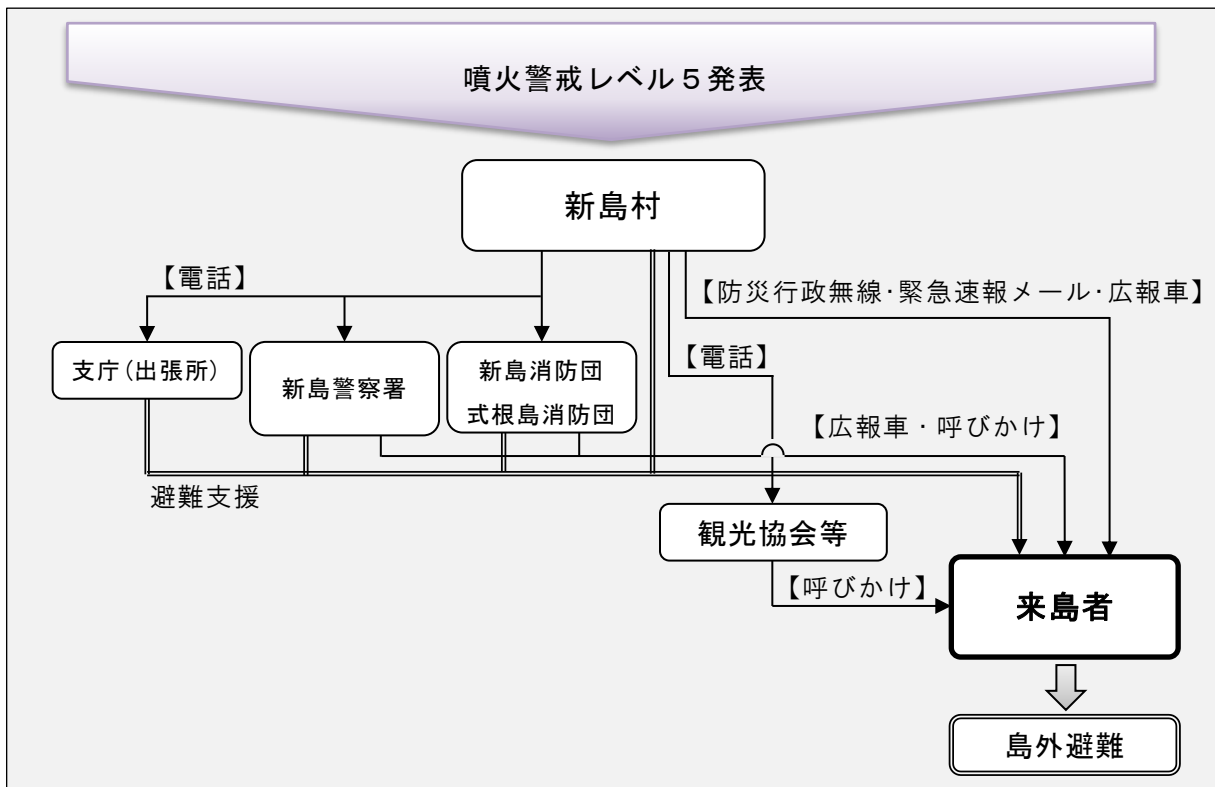 噴火警戒レベル５発表
新島村
【電話】
【防災行政無線･緊急速報メール･広報車】
支庁(出張所)
新島警察署
新島消防団
式根島消防団
【電話】
【広報車・呼びかけ】
避難支援
観光協会等
【呼びかけ】
来島者
島外避難